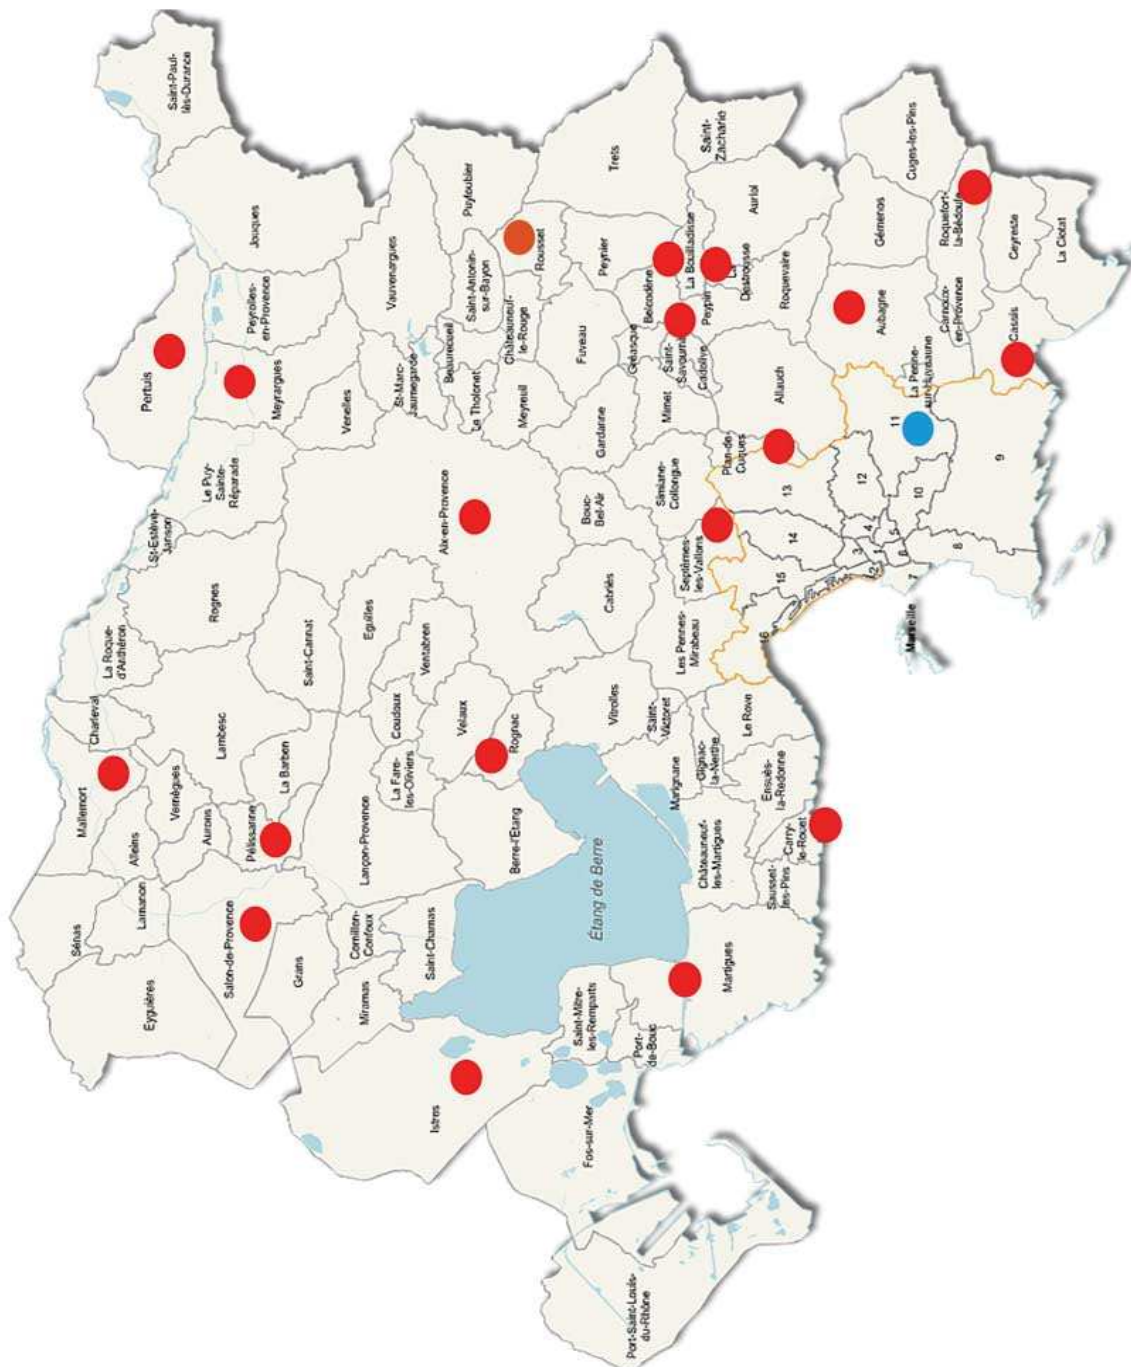 Saint-Paul-
lès-Durance
Jouques
Pertuis
Peyrolles-
en-Provence
Meyrargues
Le Puy-
Sainte-
Réparade
St-Estève-
Janson
Rognes
La Roque-
d'Anthéron
Charleval
Mallemort
Alleins
Vernègues
Lambesc
Saint-Cannat
Aurons
La Barben
Pélissanne
Lamanon
Sénas
Eyguières
Salon-de-Provence
Grans
Miramas
Cornillon-
Confoux
Lançon-Provence
Saint-Chamas
La Fare-
les-Oliviers
Coudoux
Ventabren
Eguilles
Velaux
Rognac
Berre-l'Etang
Étang de Berre
Istres
Fos-sur-Mer
Port-Saint-Louis-
du-Rhône
Saint-Mitre-
les-Remparts
Port-
de-Bouc
Martigues
Châteauneuf-
les-Martigues
Sausset-
les-Pins
Carry-
le-Rouet
Ensuès-
la-Redonne
Le Rove
Gignac-
la-Nerthe
Marignane
Saint-
Victoret
Vitrolles
Les Pennes-
Mirabeau
Cabriès
Aix-en-Provence
Bouc-
Bel-Air
Simiane-
Collongue
Septèmes-
les-Vallons
Gardanne
Mimet
Meyreuil
Le Tholonet
Beaurecueil
St-Marc-
Jaumegarde
Venelles
Vauvenargues
Saint-Antonin-
sur-Bayon
Puyloubier
Châteauneuf-
le-Rouge
Rousset
Fuveau
Peynier
Trets
Gréasque
Belcodène
Saint-
Savournin
Cadolive
Peypin
La Bouilladisse
La
Destrousse
Auriol
Saint-
Zacharie
Roquevaire
Allauch
Plan-de-
Cuques
Aubagne
Gémenos
Cuges-les-Pins
La Penne-
sur-Huveaune
Carnoux-
en-Provence
Roquefort-
la-Bédoule
Cassis
Ceyreste
La Ciotat
Marseille
1
2
3
4
5
6
7
8
9
10
11
12
13
14
15
16